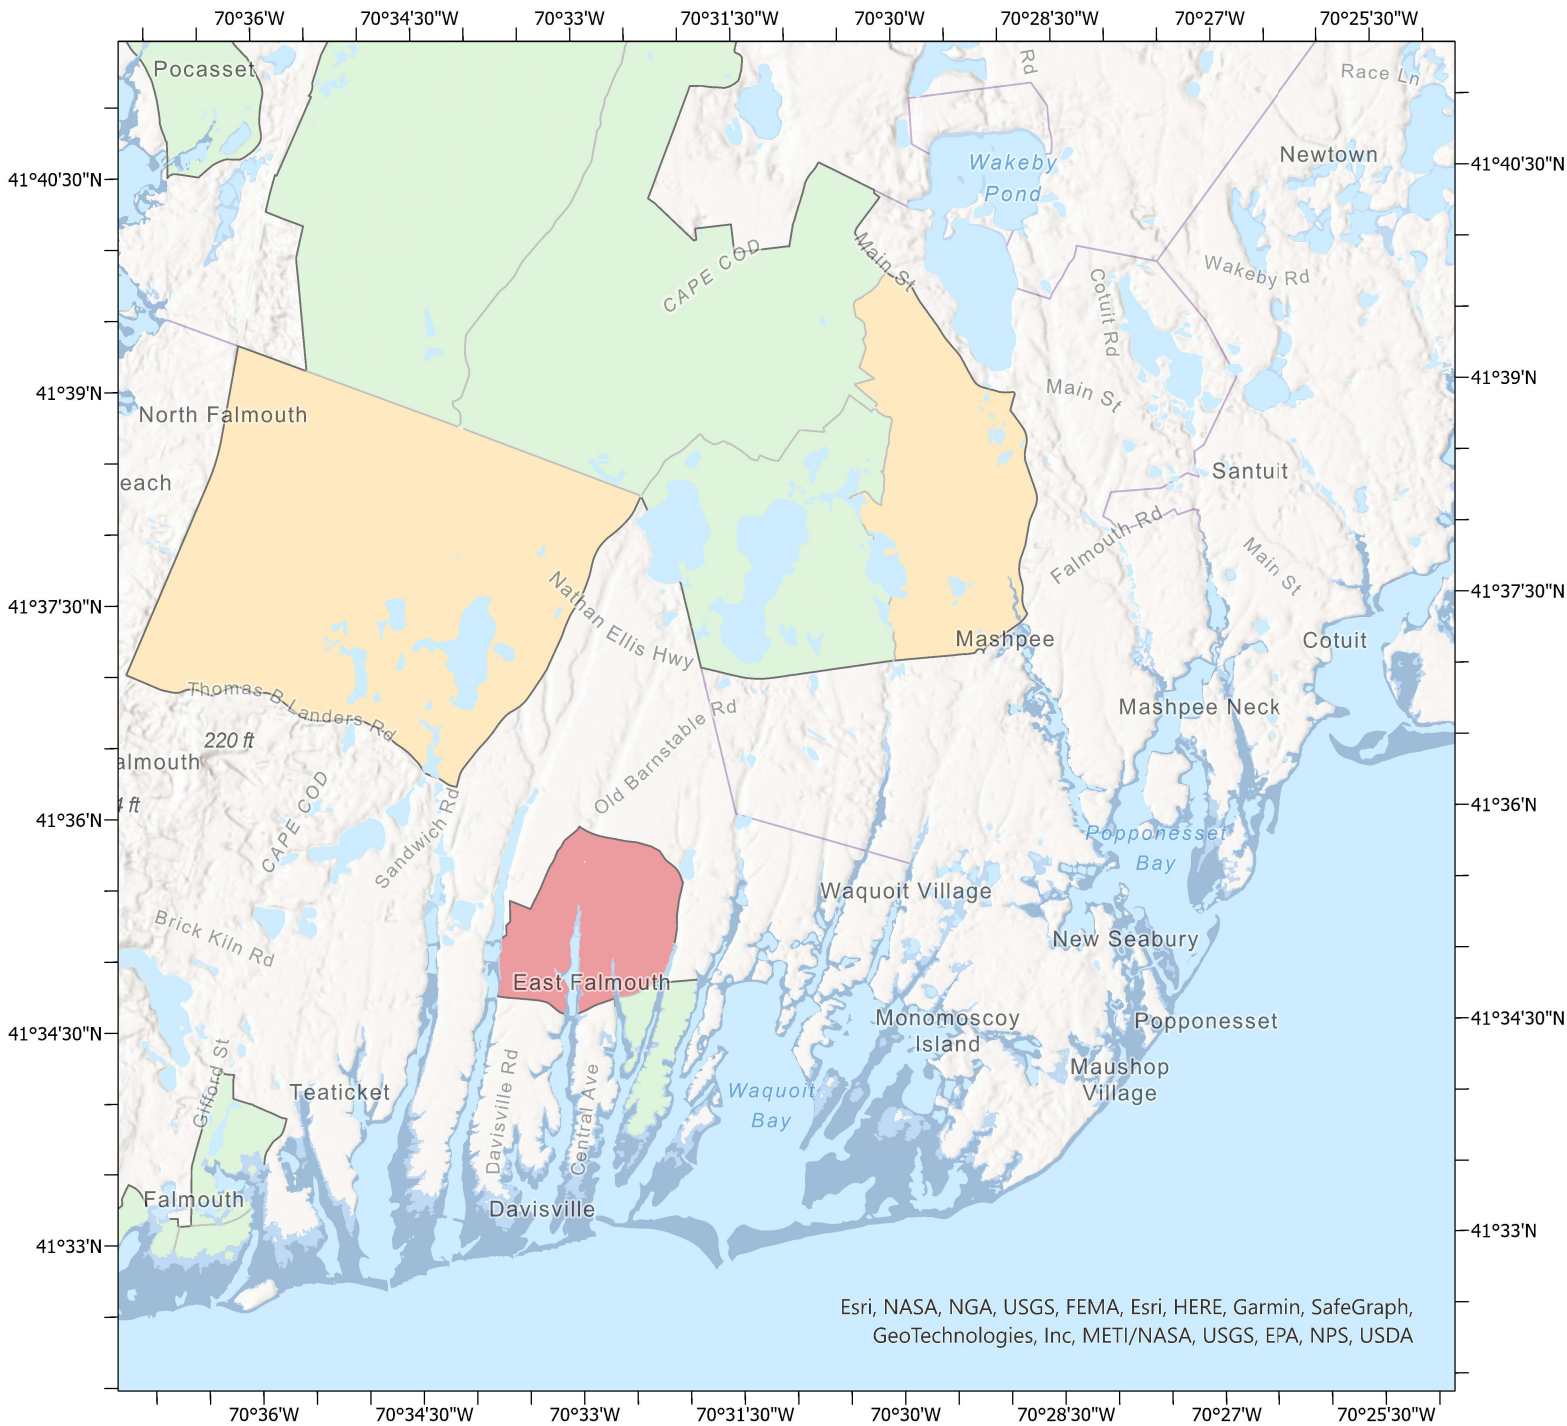 70°36'W 70°34'30"W 70°33'W 70°31'30"W 70°30'W 70°28'30"W 70°27'W 70°25'30"W
Pocasset
Rd
Race Ln
Newtown
Wakeby
Pond
41°40'30"N
41°40'30"N
CAPE COD
Main St
Wakeby Rd
Cotuit Rd
41°39'N
41°39'N
Main St
North Falmouth
Santuit
each
Falmouth Rd
Main St
41°37'30"N
41°37'30"N
Nathan Ellis Hwy
Mashpee
Cotuit
Thomas B Landers Rd
Mashpee Neck
Old Barnstable Rd
220 ft
almouth
4 ft
CAPE COD
Sandwich Rd
41°36'N
41°36'N
Popponesset
Bay
Waquoit Village
Brick Kiln Rd
New Seabury
East Falmouth
41°34'30"N
41°34'30"N
Monomoscoy
Island
Popponesset
Maushop
Village
Gifford St
Teaticket
Davisville Rd
Central Ave
Waquoit
Bay
Falmouth
Davisville
41°33'N
41°33'N
Esri, NASA, NGA, USGS, FEMA, Esri, HERE, Garmin, SafeGraph,
GeoTechnologies, Inc, METI/NASA, USGS, EPA, NPS, USDA
70°36'W 70°34'30"W 70°33'W 70°31'30"W 70°30'W 70°28'30"W 70°27'W 70°25'30"W